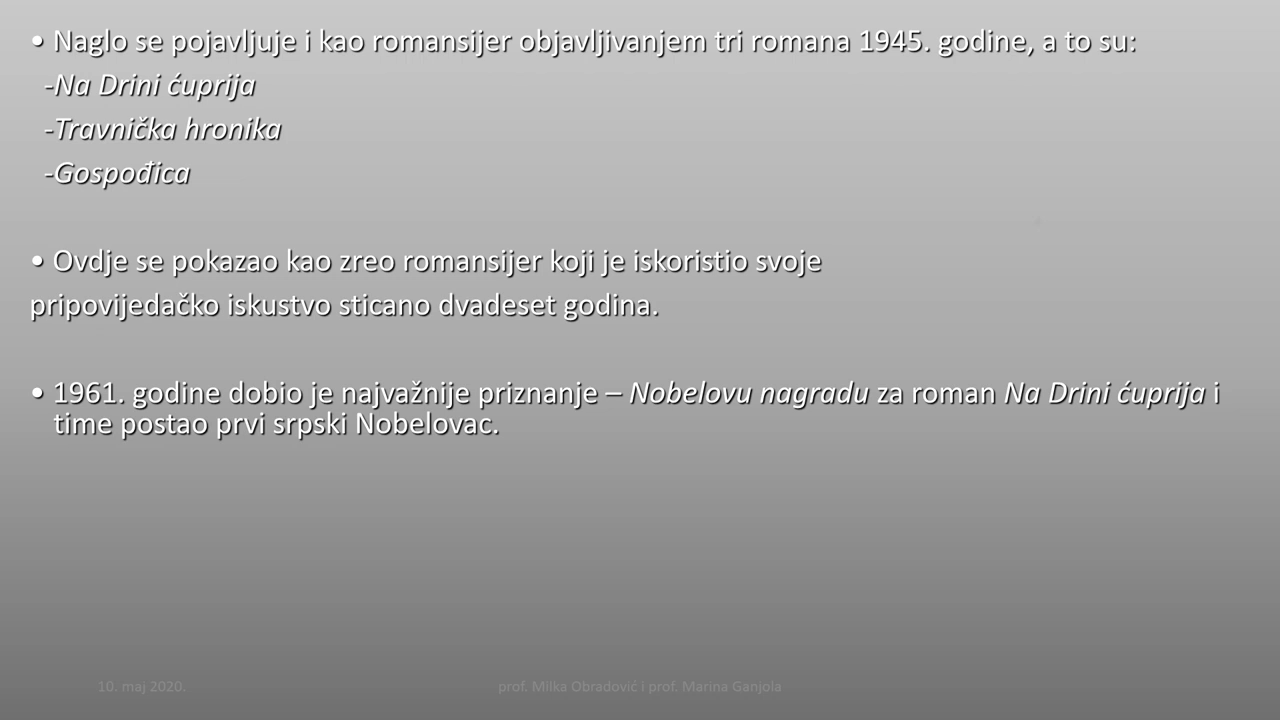 • Naglo se pojavljuje i kao romansijer objavljivanjem tri romana 1945. godine, a to su:
-Na Drini ćuprija
-Travnička hronika
-Gospođica
• Ovdje se pokazao kao zreo romansijer koji je iskoristio svoje
pripovijedačko iskustvo sticano dvadeset godina.
• 1961. godine dobio je najvažnije priznanje – Nobelovu nagradu za roman Na Drini ćuprija i
time postao prvi srpski Nobelovac.
10. maj 2020.
prof. Milka Obradović i prof. Marina Ganjola